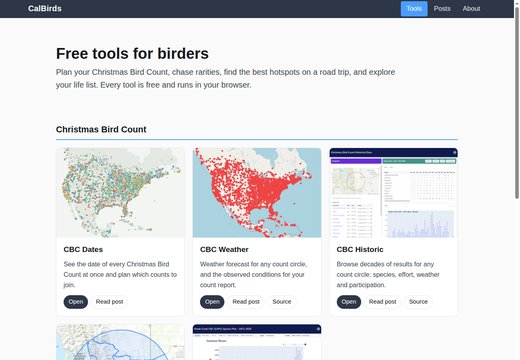 CalBirds
Tools Posts About
Free tools for birders
Plan your Christmas Bird Count, chase rarities, find the best hotspots on a road trip, and explore
your life list. Every tool is free and runs in your browser.
Christmas Bird Count
CBC Dates
See the date of every Christmas Bird
Count at once and plan which counts to
join.
Open Read post
CBC Weather
Weather forecast for any count circle,
and the observed conditions for your
count report.
Open Read post Source
CBC Historic
Browse decades of results for any
count circle: species, effort, weather
and participation.
Open Read post Source